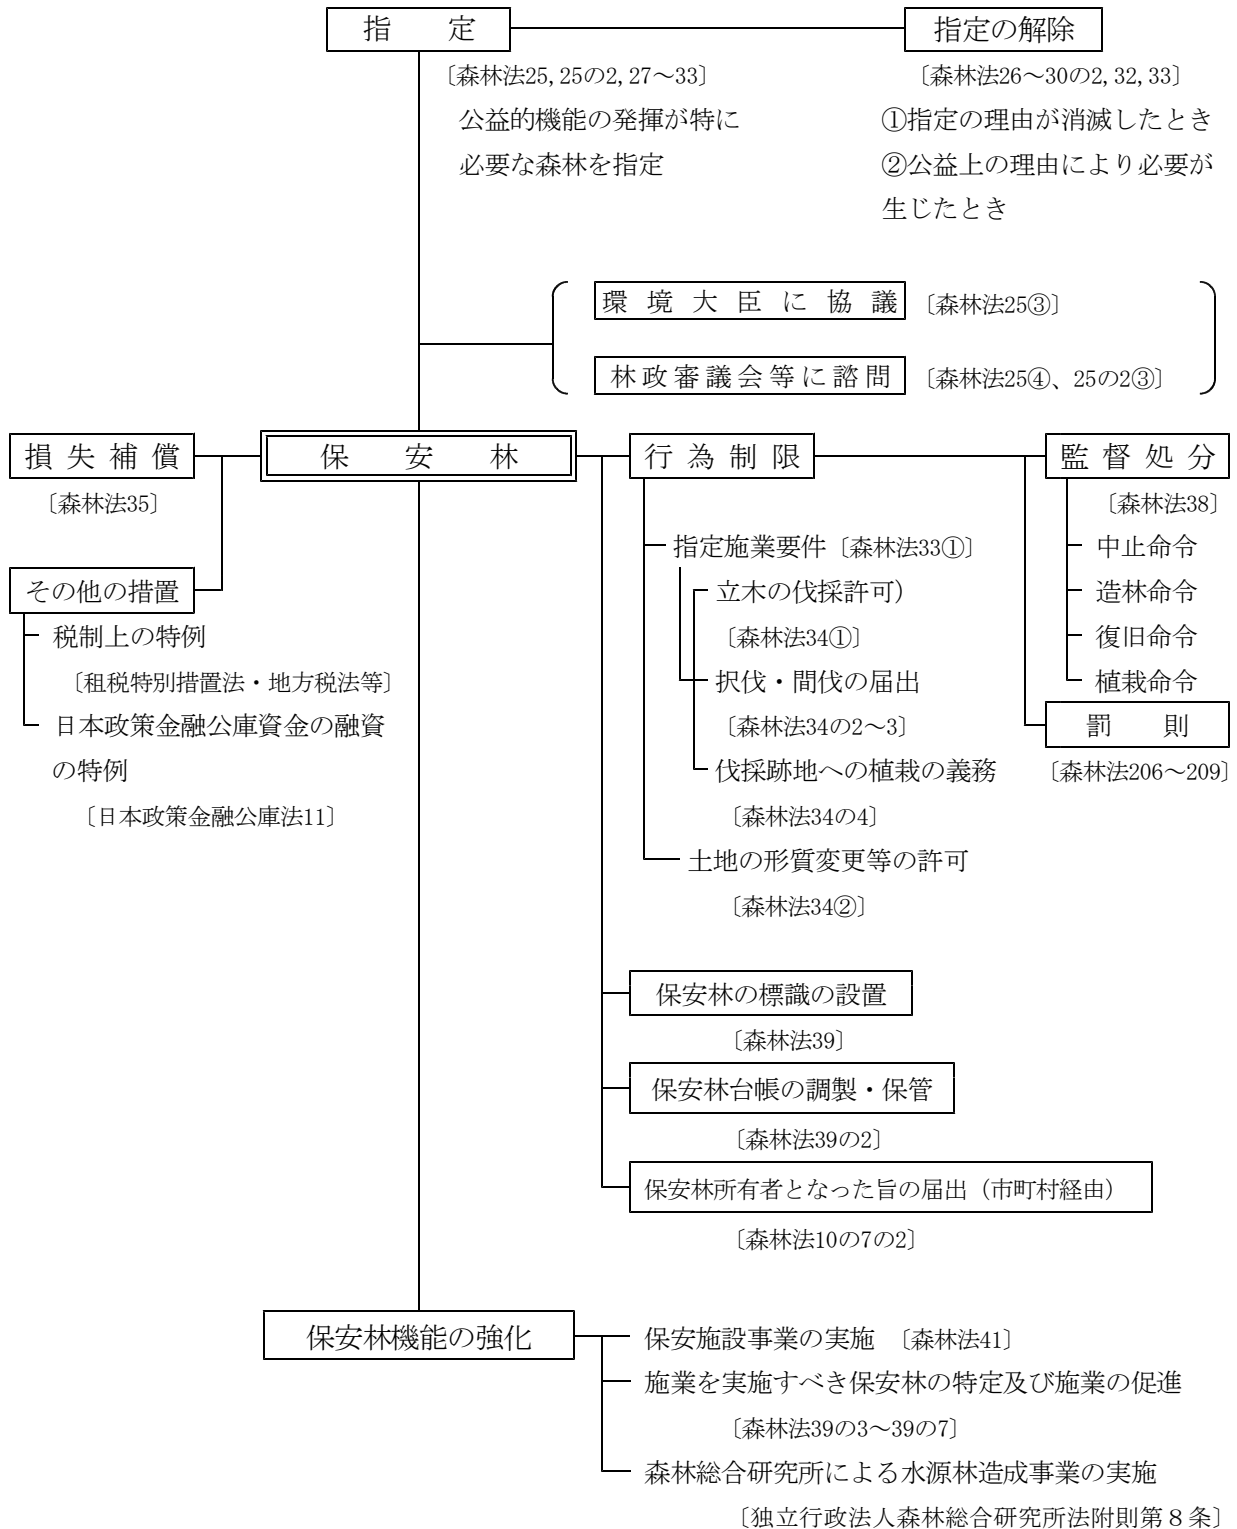 指定
指定の解除
〔森林法25,25の2,27～33〕
〔森林法26～30の2,32,33〕
公益的機能の発揮が特に
必要な森林を指定
①指定の理由が消滅したとき
②公益上の理由により必要が
生じたとき
環境大臣に協議
〔森林法25③〕
林政審議会等に諮問
〔森林法25④、25の2③〕
損失補償
〔森林法35〕
保安林
行為制限
監督処分
〔森林法38〕
その他の措置
税制上の特例
〔租税特別措置法・地方税法等〕
日本政策金融公庫資金の融資
の特例
〔日本政策金融公庫法11〕
指定施業要件〔森林法33①〕
立木の伐採許可）
〔森林法34①〕
択伐・間伐の届出
〔森林法34の2～3〕
伐採跡地への植栽の義務
〔森林法34の4〕
土地の形質変更等の許可
〔森林法34②〕
中止命令
造林命令
復旧命令
植栽命令
罰則
〔森林法206～209〕
保安林の標識の設置
〔森林法39〕
保安林台帳の調製・保管
〔森林法39の2〕
保安林所有者となった旨の届出（市町村経由）
〔森林法10の7の2〕
保安林機能の強化
保安施設事業の実施 〔森林法41〕
施業を実施すべき保安林の特定及び施業の促進
〔森林法39の3～39の7〕
森林総合研究所による水源林造成事業の実施
〔独立行政法人森林総合研究所法附則第８条〕